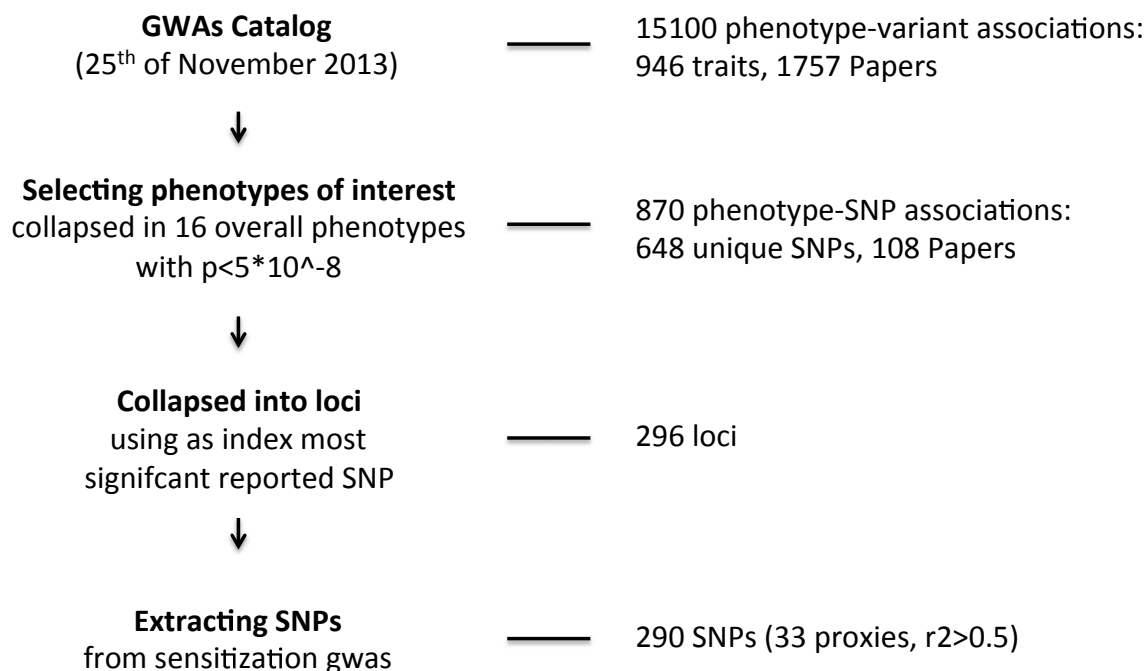 GWAs Catalog
(25th of November 2013)
15100 phenotype-variant associations:
946 traits, 1757 Papers
Selecting phenotypes of interest
collapsed in 16 overall phenotypes
with p<5*10^-8
870 phenotype-SNP associations:
648 unique SNPs, 108 Papers
Collapsed into loci
using as index most
signifcant reported SNP
296 loci
Extracting SNPs
from sensitization gwas
290 SNPs (33 proxies, r2>0.5)